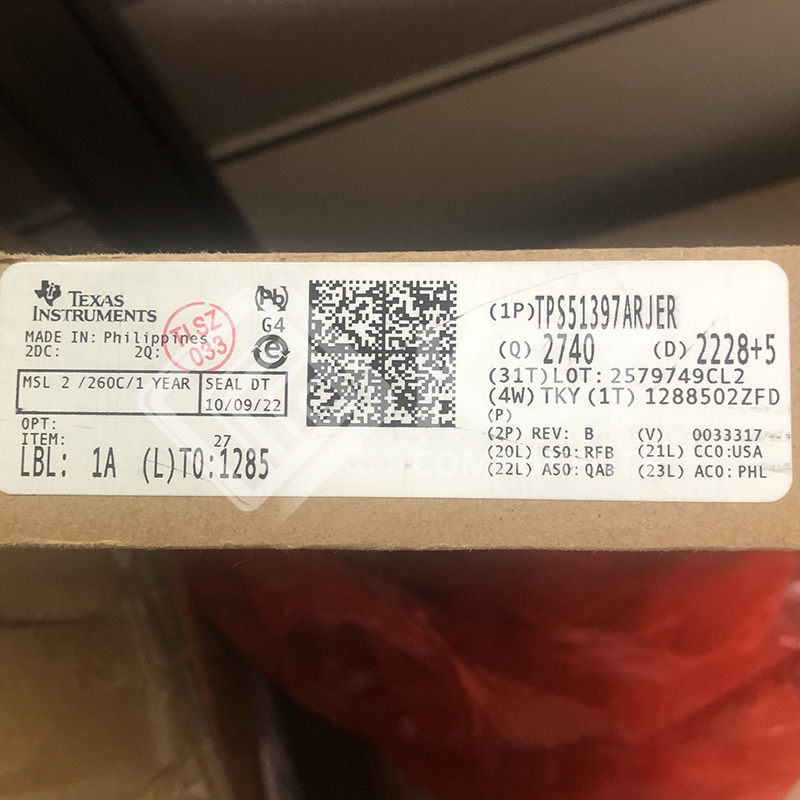 TEXAS
INSTRUMENTS
MADE IN: Philippines
2DC: 2Q:
TLSZ
033
Pb
G4
e
MSL 2 /260C/1 YEAR
SEAL DT
10/09/22
OPT:
ITEM: 27
LBL: 1A (L)TO:1285
(1P)TPS51397ARJER
(Q) 2740 (D) 2228+5
(31T)LOT:2579749CL2
(4W) TKY (1T) 1288502ZFD
(P)
(2P) REV: B (V) 0033317
(20L) CSO:RFB (21L) CCO:USA
(22L) ASO:QAB (23L) ACO:PHL